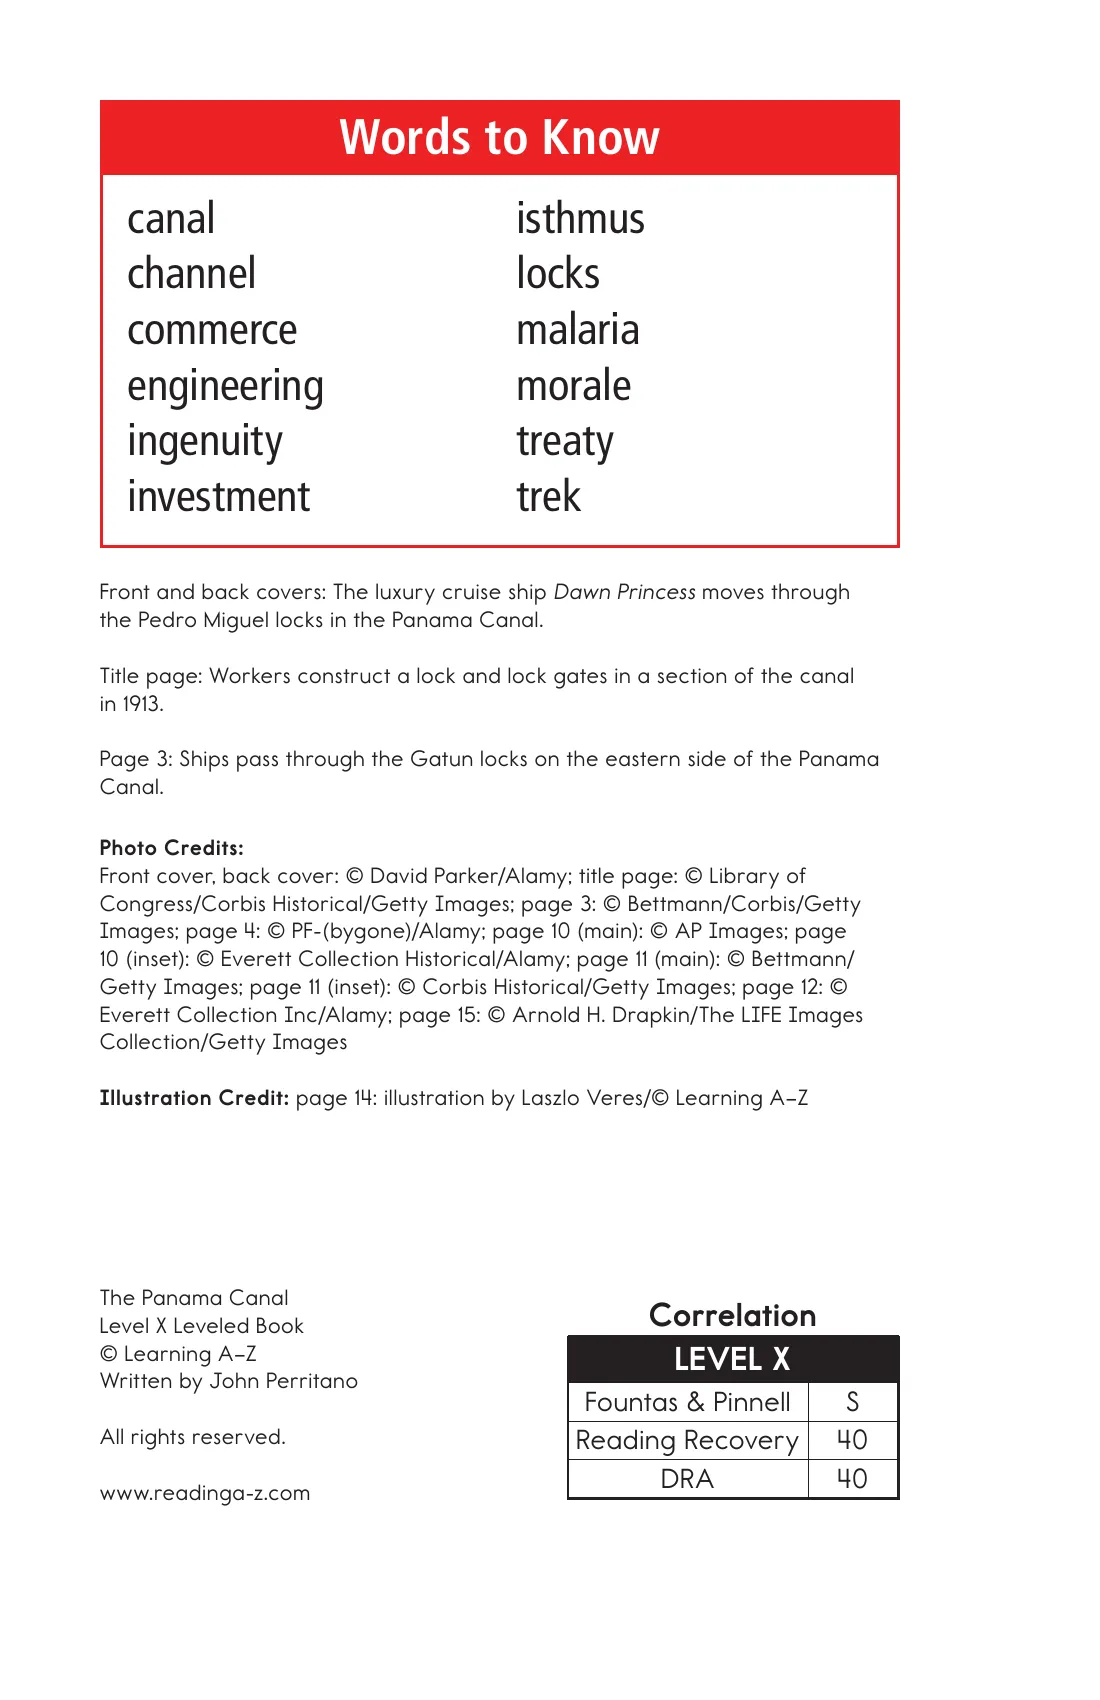 Words to Know
canal
channel
commerce
engineering
ingenuity
investment
isthmus
locks
malaria
morale
treaty
trek
Front and back covers: The luxury cruise ship Dawn Princess moves through
the Pedro Miguel locks in the Panama Canal.
Title page: Workers construct a lock and lock gates in a section of the canal
in 1913.
Page 3: Ships pass through the Gatun locks on the eastern side of the Panama
Canal.
Photo Credits:
Front cover, back cover: © David Parker/Alamy; title page: © Library of
Congress/Corbis Historical/Getty Images; page 3: © Bettmann/Corbis/Getty
Images; page 4: © PF-(bygone)/Alamy; page 10 (main): © AP Images; page
10 (inset): © Everett Collection Historical/Alamy; page 11 (main): © Bettmann/
Getty Images; page 11 (inset): © Corbis Historical/Getty Images; page 12: ©
Everett Collection Inc/Alamy; page 15: © Arnold H. Drapkin/The LIFE Images
Collection/Getty Images
Illustration Credit: page 14: illustration by Laszlo Veres/© Learning A–Z
The Panama Canal
Level X Leveled Book
© Learning A–Z
Written by John Perritano
All rights reserved.
www.readinga-z.com
Correlation
LEVEL X
Fountas & Pinnell S
Reading Recovery 40
DRA 40